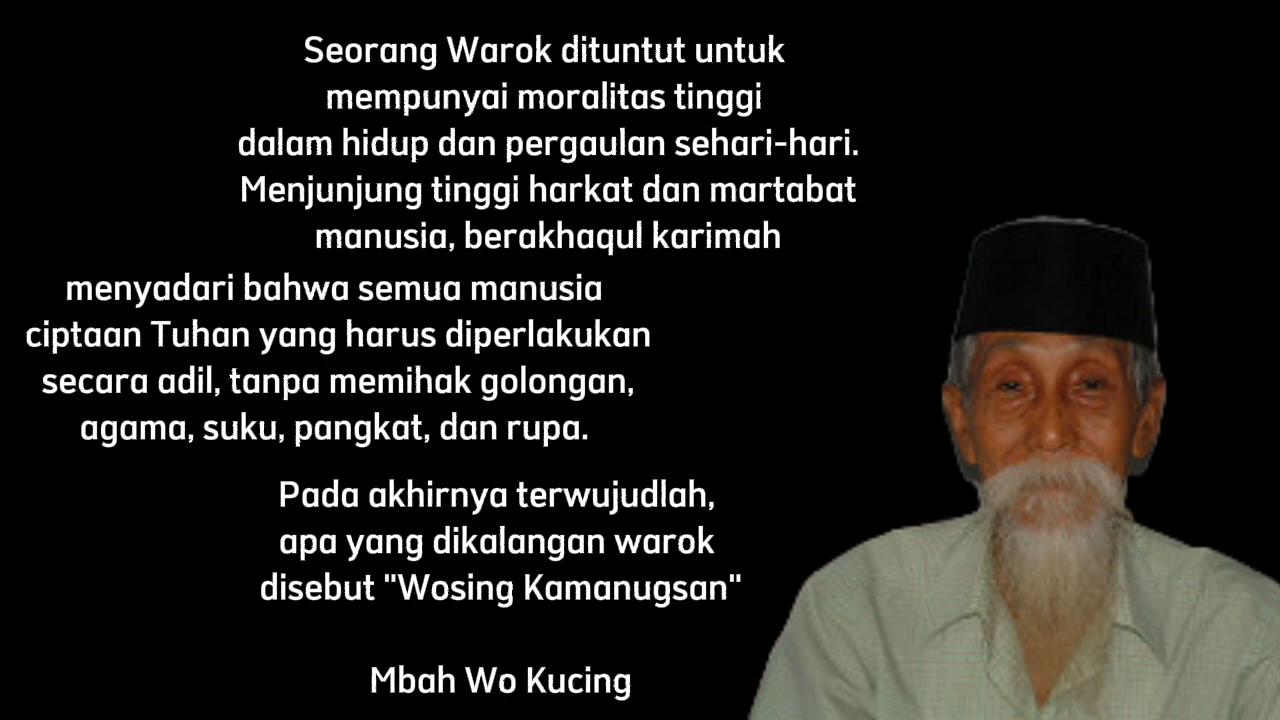 Seorang Warok dituntut untuk
mempunyai moralitas tinggi
dalam hidup dan pergaulan sehari-hari.
Menjunjung tinggi harkat dan martabat
manusia, berakhaqul karimah
menyadari bahwa semua manusia
ciptaan Tuhan yang harus diperlakukan
secara adil, tanpa memihak golongan,
agama, suku, pangkat, dan rupa.
Pada akhirnya terwujudlah,
apa yang dikalangan warok
disebut "Wosing Kamanugsan"
Mbah Wo Kucing